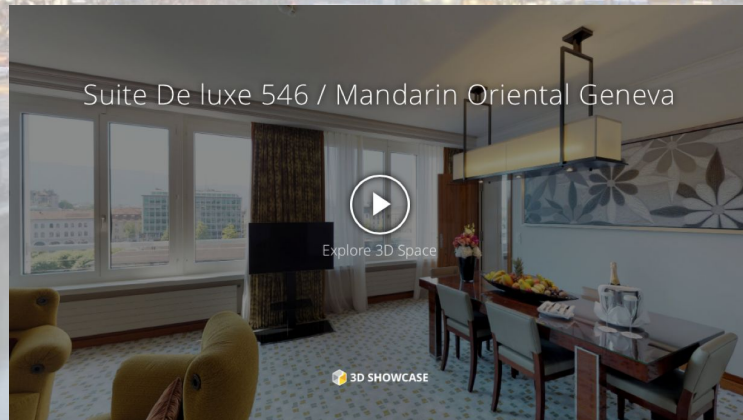 Suite De luxe 546 / Mandarin Oriental Geneva
Explore 3D Space
3D SHOWCASE